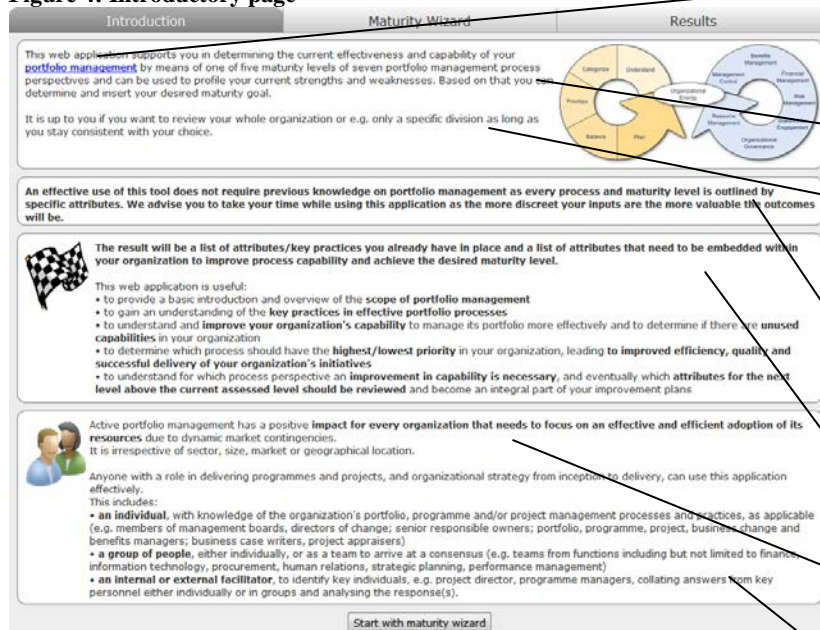 Figure 4. Introductory page
Introduction
Maturity Wizard
Results
This web application supports you in determining the current effectiveness and capability of your
portfolio management by means of one of five maturity levels of seven portfolio management process
perspectives and can be used to profile your current strengths and weaknesses. Based on that you can
determine and insert your desired maturity goal.
It is up to you if you want to review your whole organization or e.g. only a specific division as long as
you stay consistent with your choice.
Categorize
Understand
Prioritize
Balance
Plan
Organizational
Energy
Benefits
Management
Management
Control
Financial
Management
Risk
Management
Resource
Management
Engagement
Organizational
Governance
An effective use of this tool does not require previous knowledge on portfolio management as every process and maturity level is outlined by
specific attributes. We advise you to take your time while using this application as the more discreet your inputs are the more valuable the outcomes
will be.
The result will be a list of attributes/key practices you already have in place and a list of attributes that need to be embedded within
your organization to improve process capability and achieve the desired maturity level.
This web application is useful:
• to provide a basic introduction and overview of the scope of portfolio management
• to gain an understanding of the key practices in effective portfolio processes
• to understand and improve your organization's capability to manage its portfolio more effectively and to determine if there are unused
capabilities in your organization
• to determine which process should have the highest/lowest priority in your organization, leading to improved efficiency, quality and
successful delivery of your organization's initiatives
• to understand for which process perspective an improvement in capability is necessary, and eventually which attributes for the next
level above the current assessed level should be reviewed and become an integral part of your improvement plans
Active portfolio management has a positive impact for every organization that needs to focus on an effective and efficient adoption of its
resources due to dynamic market contingencies.
It is irrespective of sector, size, market or geographical location.
Anyone with a role in delivering programmes and projects, and organizational strategy from inception to delivery, can use this application
effectively.
This includes:
• an individual, with knowledge of the organization's portfolio, programme and/or project management processes and practices, as applicable
(e.g. members of management boards, directors of change; senior responsible owners; portfolio, programme, project, business change and
benefits managers; business case writers, project appraisers)
• a group of people, either individually, or as a team to arrive at a consensus (e.g. teams from functions including but not limited to finance,
information technology, procurement, human relations, strategic planning, performance management)
• an internal or external facilitator, to identify key individuals, e.g. project director, programme managers, collating answers from key
personnel either individually or in groups and analysing the response(s).
Start with maturity wizard